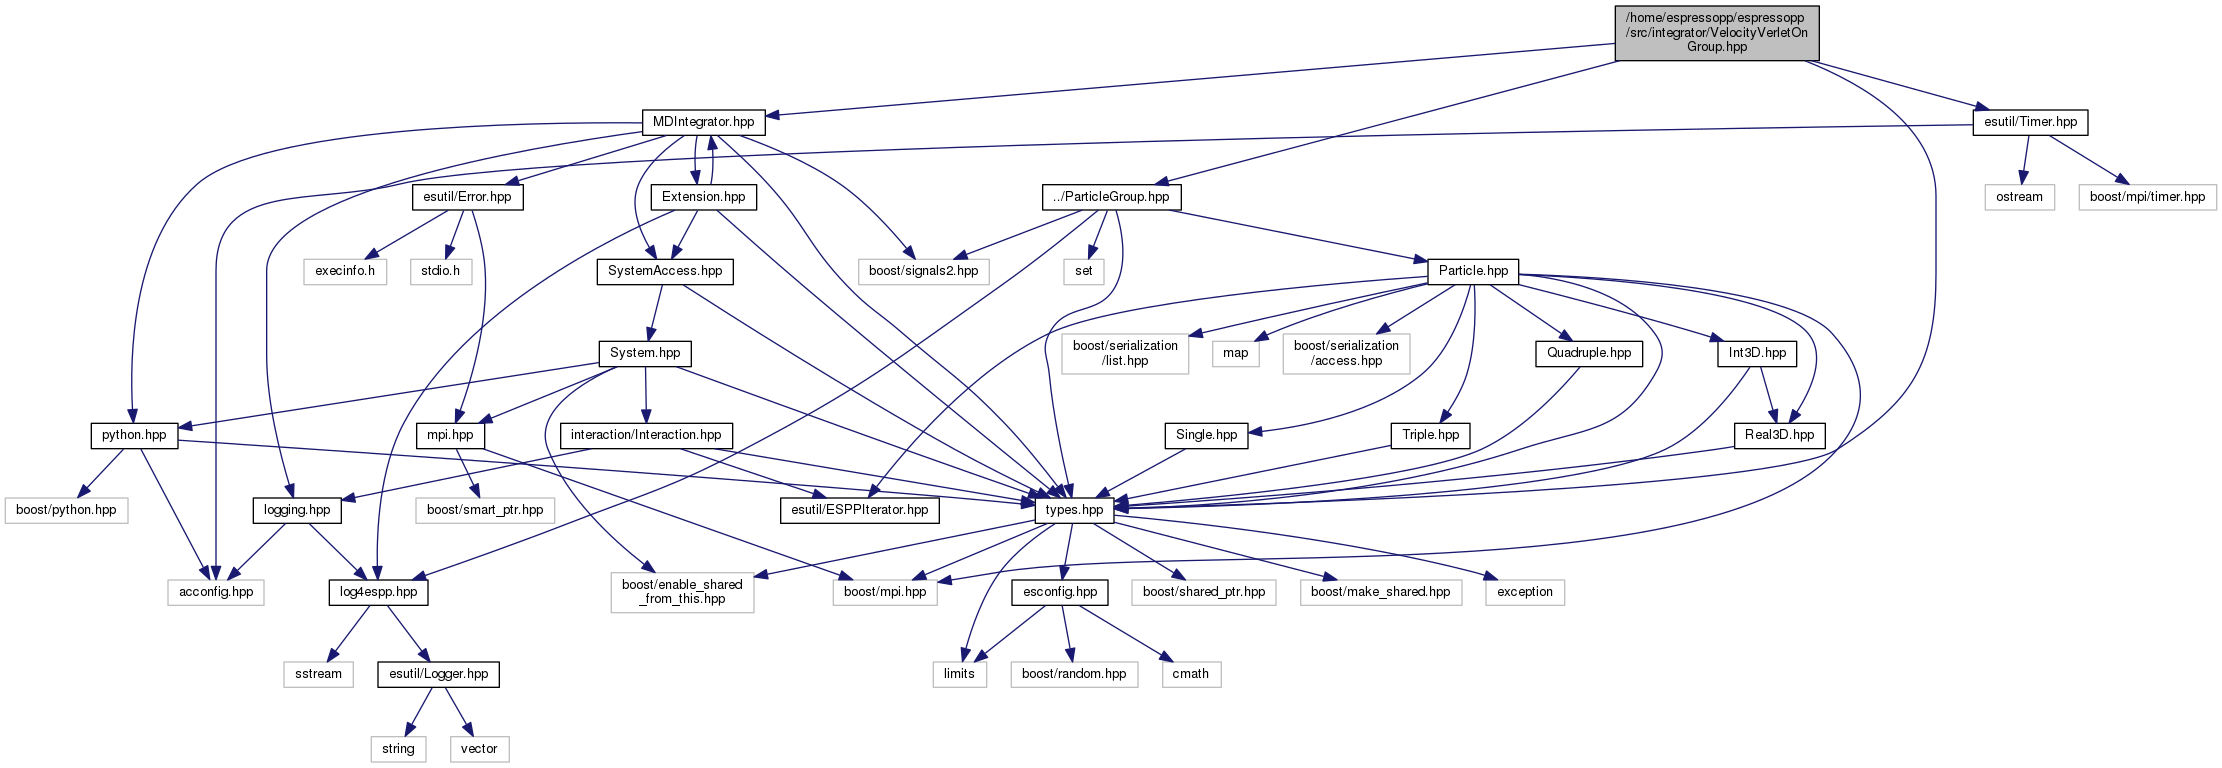 /home/espressopp/espressopp
/src/integrator/VelocityVerletOn
Group.hpp
MDIntegrator.hpp
esutil/Timer.hpp
esutil/Error.hpp
Extension.hpp
../ParticleGroup.hpp
ostream
boost/mpi/timer.hpp
execinfo.h
stdio.h
SystemAccess.hpp
boost/signals2.hpp
set
Particle.hpp
System.hpp
boost/serialization
/list.hpp
map
boost/serialization
/access.hpp
Quadruple.hpp
Int3D.hpp
python.hpp
mpi.hpp
interaction/Interaction.hpp
Single.hpp
Triple.hpp
Real3D.hpp
boost/python.hpp
logging.hpp
boost/smart_ptr.hpp
esutil/ESPPIterator.hpp
types.hpp
acconfig.hpp
log4espp.hpp
boost/enable_shared
_from_this.hpp
boost/mpi.hpp
esconfig.hpp
boost/shared_ptr.hpp
boost/make_shared.hpp
exception
sstream
esutil/Logger.hpp
limits
boost/random.hpp
cmath
string
vector